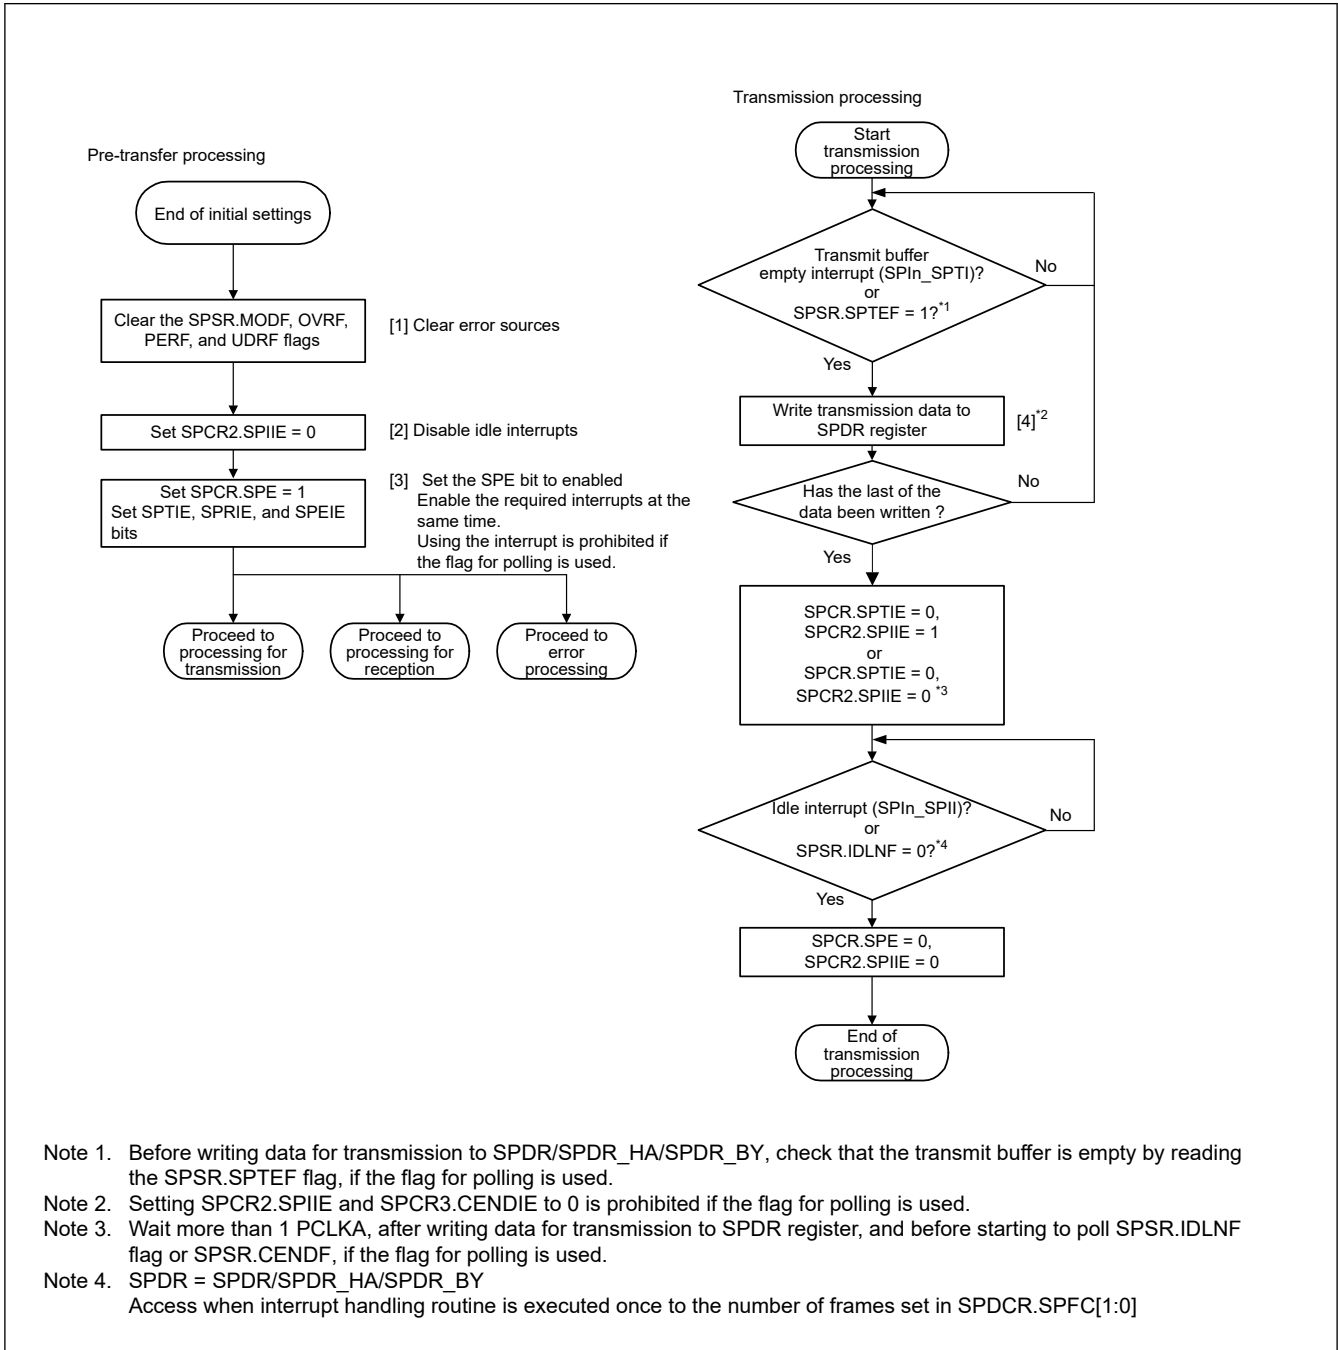 Pre-transfer processing
End of initial settings
Clear the SPSR.MODF, OVRF,
PERF, and UDRF flags
[1] Clear error sources
Set SPCR2.SPIIE = 0
[2] Disable idle interrupts
Set SPCR.SPE = 1
Set SPTIE, SPRIE, and SPEIE
bits
[3] Set the SPE bit to enabled
Enable the required interrupts at the
same time.
Using the interrupt is prohibited if
the flag for polling is used.
Proceed to
processing for
transmission
Proceed to
processing for
reception
Proceed to
error
processing
Transmission processing
Start
transmission
processing
Transmit buffer
empty interrupt (SPIn_SPTI)?
or
SPSR.SPTEF = 1?*1
No
Yes
Write transmission data to
SPDR register
[4]*2
Has the last of the
data been written ?
No
Yes
SPCR.SPTIE = 0,
SPCR2.SPIIE = 1
or
SPCR.SPTIE = 0,
SPCR2.SPIIE = 0 *3
Idle interrupt (SPIn_SPII)?
or
SPSR.IDLNF = 0?*4
No
Yes
SPCR.SPE = 0,
SPCR2.SPIIE = 0
End of
transmission
processing
Note 1. Before writing data for transmission to SPDR/SPDR_HA/SPDR_BY, check that the transmit buffer is empty by reading
the SPSR.SPTEF flag, if the flag for polling is used.
Note 2. Setting SPCR2.SPIIE and SPCR3.CENDIE to 0 is prohibited if the flag for polling is used.
Note 3. Wait more than 1 PCLKA, after writing data for transmission to SPDR register, and before starting to poll SPSR.IDLNF
flag or SPSR.CENDF, if the flag for polling is used.
Note 4. SPDR = SPDR/SPDR_HA/SPDR_BY
Access when interrupt handling routine is executed once to the number of frames set in SPDCR.SPFC[1:0]